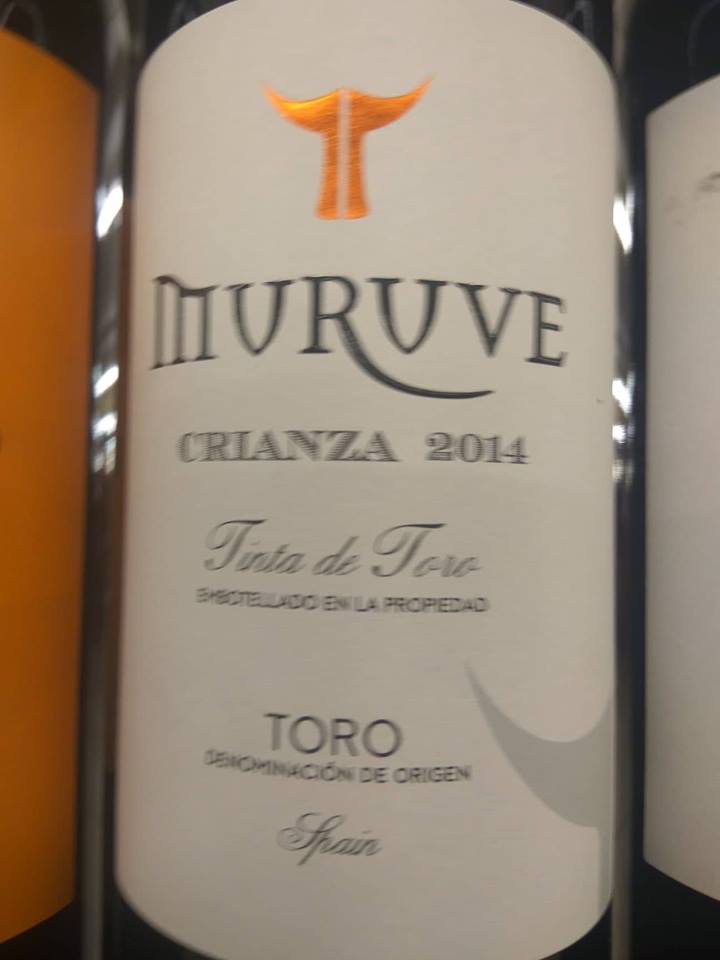 MURUVE
CRIANZA 2014
Tinta de Toro
EMBOTELLADO EN LA PROPIEDAD
TORO
DENOMINACIÓN DE ORIGEN
Spain